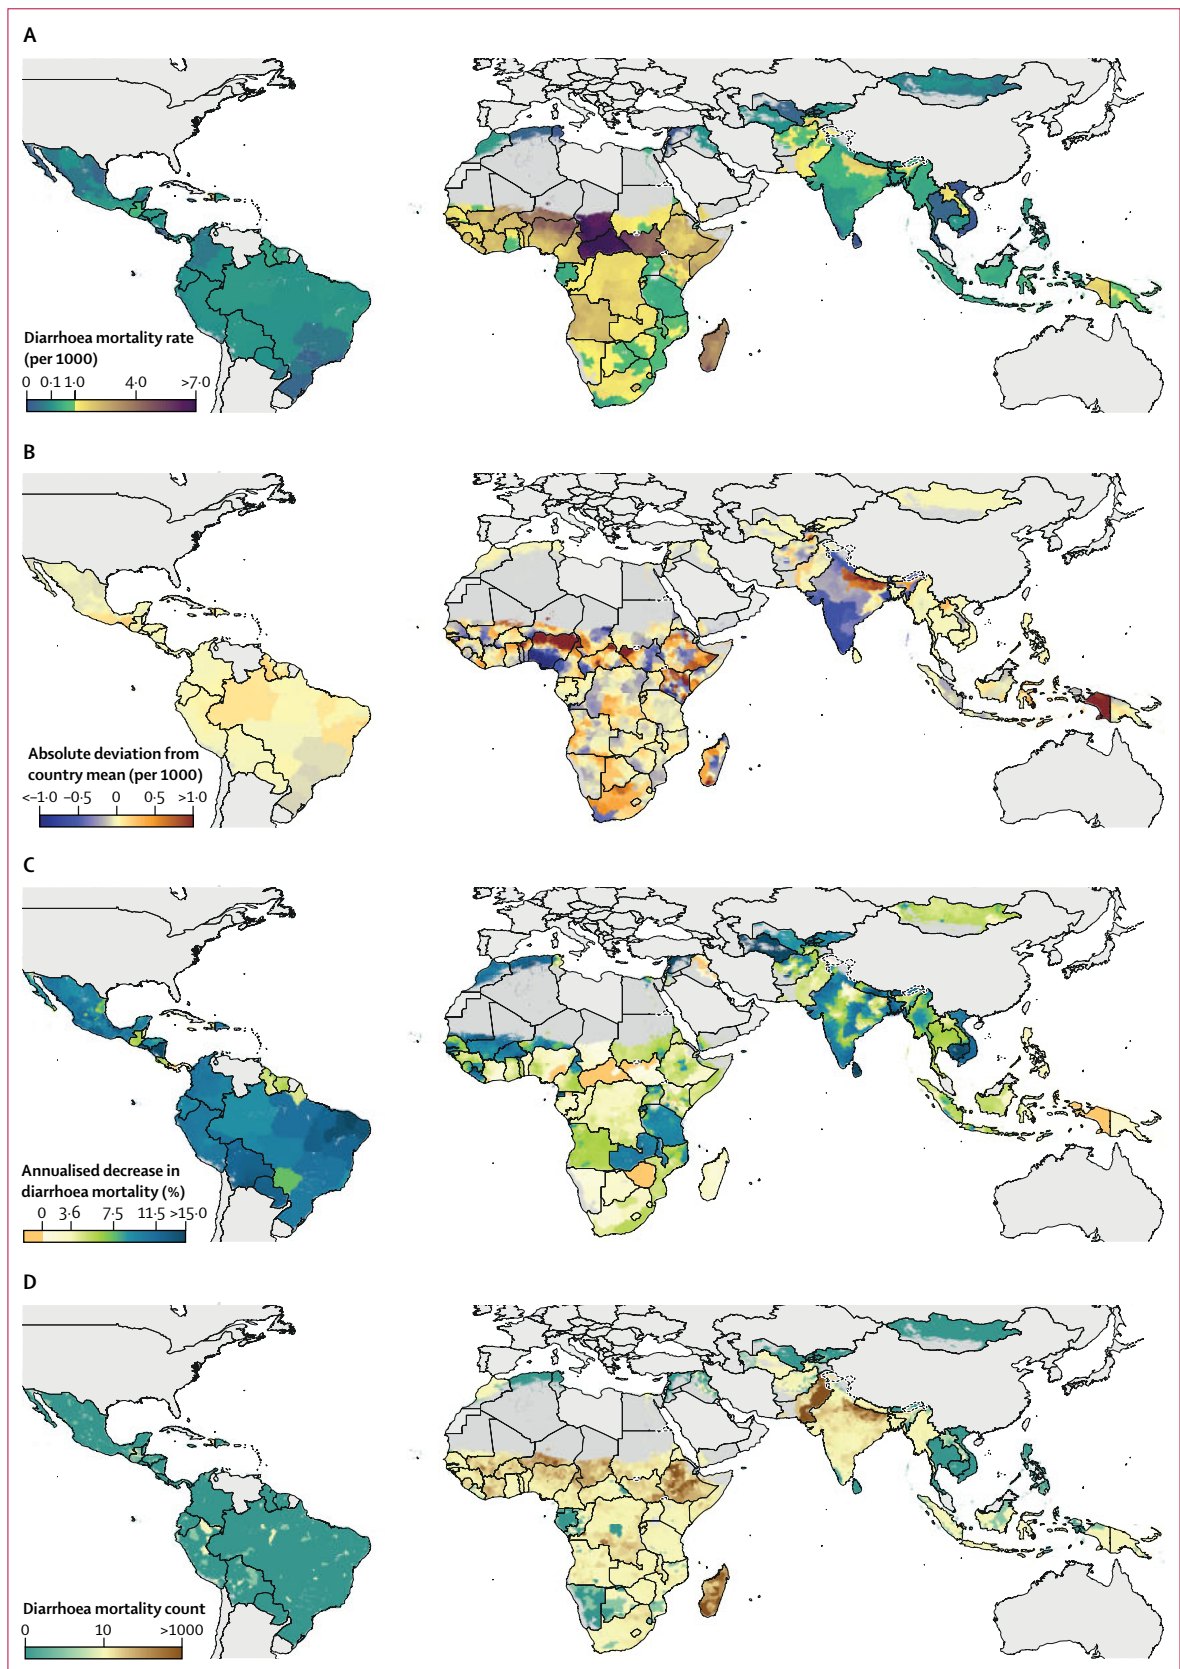 A
Diarrhoea mortality rate
(per 1000)
0 0·1 1·0 4·0 >7·0
B
Absolute deviation from
country mean (per 1000)
<–1·0 –0·5 0 0·5 >1·0
C
Annualised decrease in
diarrhoea mortality (%)
0 3·6 7·5 11·5 >15·0
D
Diarrhoea mortality count
0 10 >1000